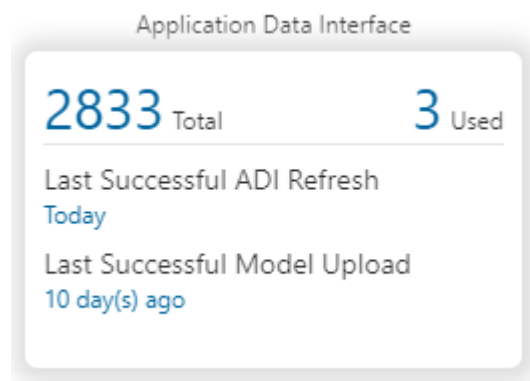 Application Data Interface
2833 Total 3 Used
Last Successful ADI Refresh
Today
Last Successful Model Upload
10 day(s) ago